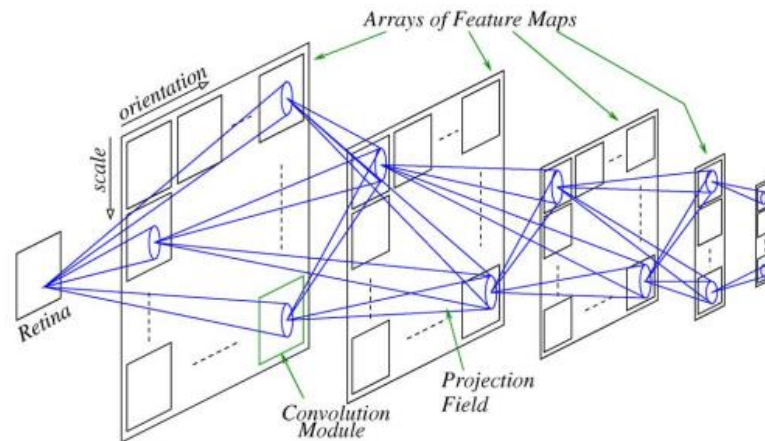 Arrays of Feature Maps
orientation
scale
Retina
Convolution
Module
Projection
Field